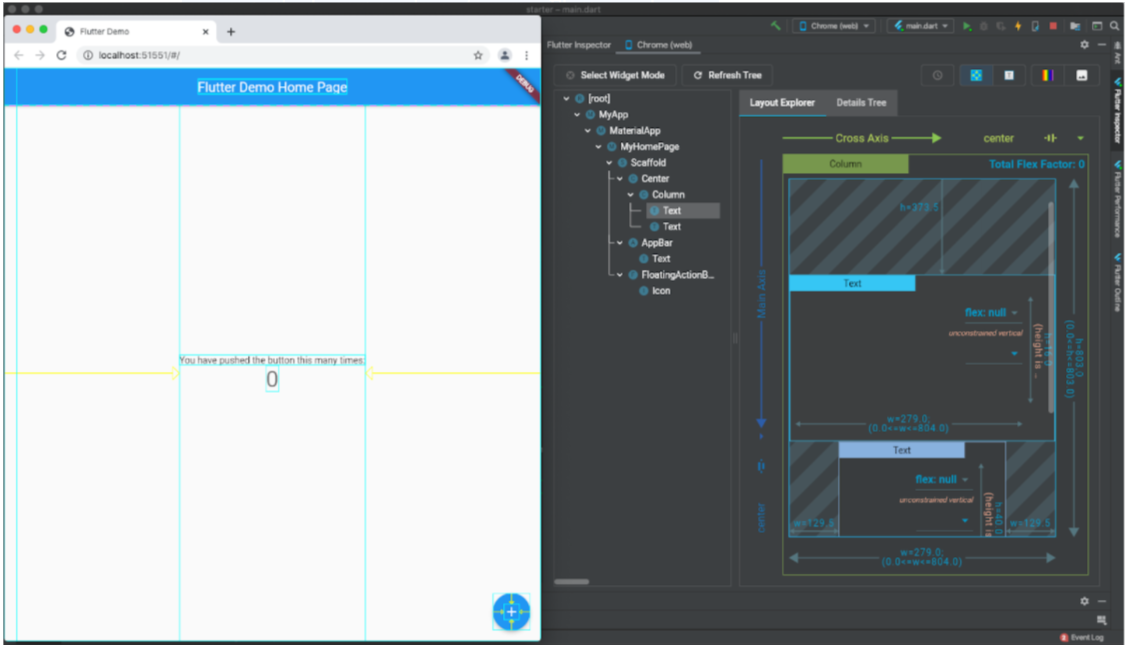 starter – main.dart
Flutter Demo
localhost:51551/#/
Flutter Demo Home Page
DEBUG
You have pushed the button this many times:
0
Chrome (web)
main.dart
Flutter Inspector
Chrome (web)
Select Widget Mode
Refresh Tree
[root]
MyApp
MaterialApp
MyHomePage
Scaffold
Center
Column
Text
Text
AppBar
Text
FloatingActionB...
Icon
Layout Explorer
Details Tree
Cross Axis
center
Column
Total Flex Factor: 0
h=373.5
Main Axis
center
Text
flex: null
unconstrained vertical
(height is ...
w=279.0;
(0.0<=w<=804.0)
h=803.0
(0.0<=h<=803.0)
Text
flex: null
unconstrained vertical
h=40.0
(height is
w=129.5
w=129.5
w=279.0;
(0.0<=w<=804.0)
Ant
Flutter Inspector
Flutter Performance
Flutter Outline
Event Log